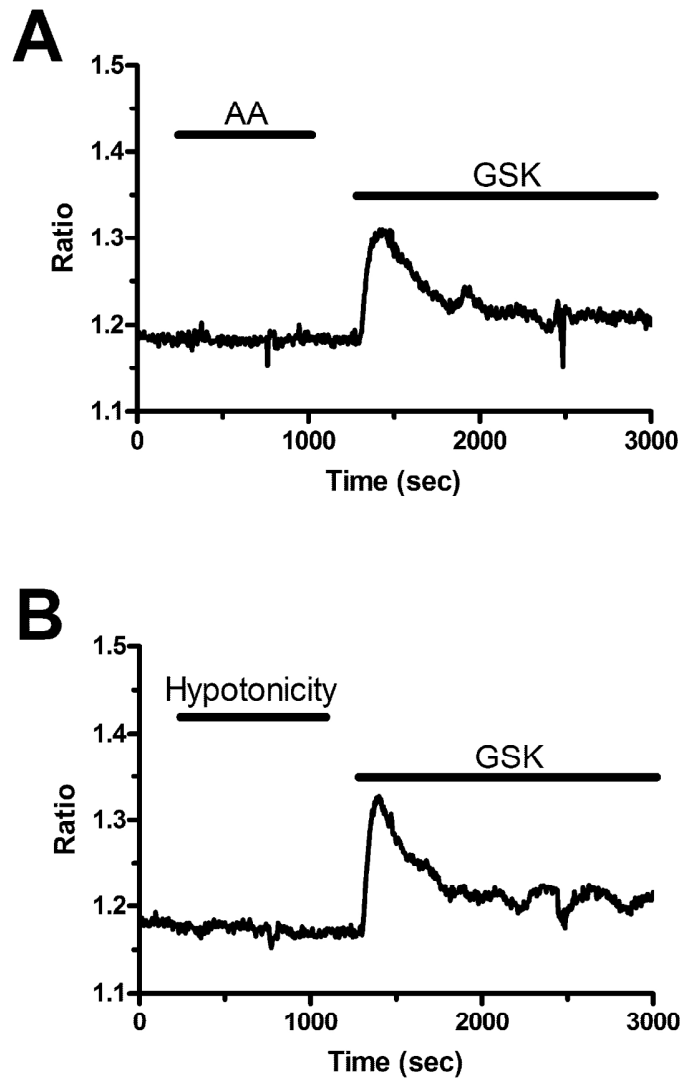 A
1.5
AA
1.4
GSK
1.3
Ratio
1.2
1.1
0 1000 2000 3000
Time (sec)
B
1.5
Hypotonicity
1.4
GSK
1.3
Ratio
1.2
1.1
0 1000 2000 3000
Time (sec)